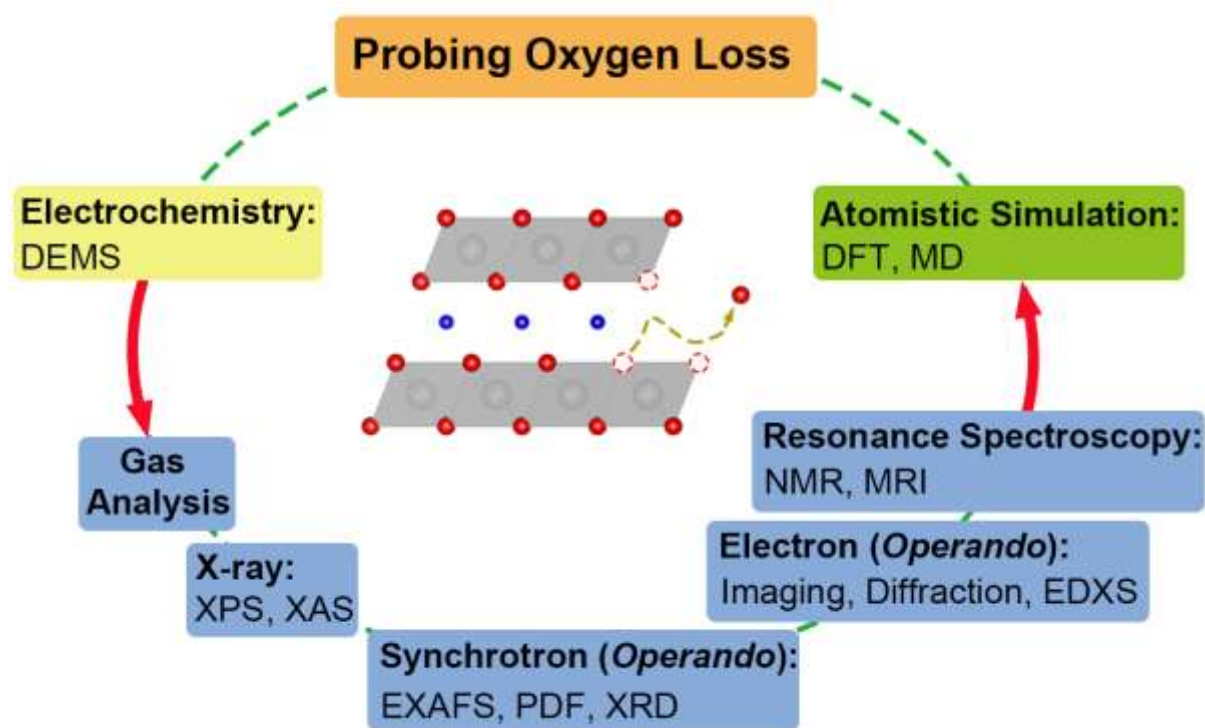 Probing Oxygen Loss
Electrochemistry:
DEMS
Atomistic Simulation:
DFT, MD
Gas
Analysis
Resonance Spectroscopy:
NMR, MRI
X-ray:
XPS, XAS
Electron (Operando):
Imaging, Diffraction, EDXS
Synchrotron (Operando):
EXAFS, PDF, XRD